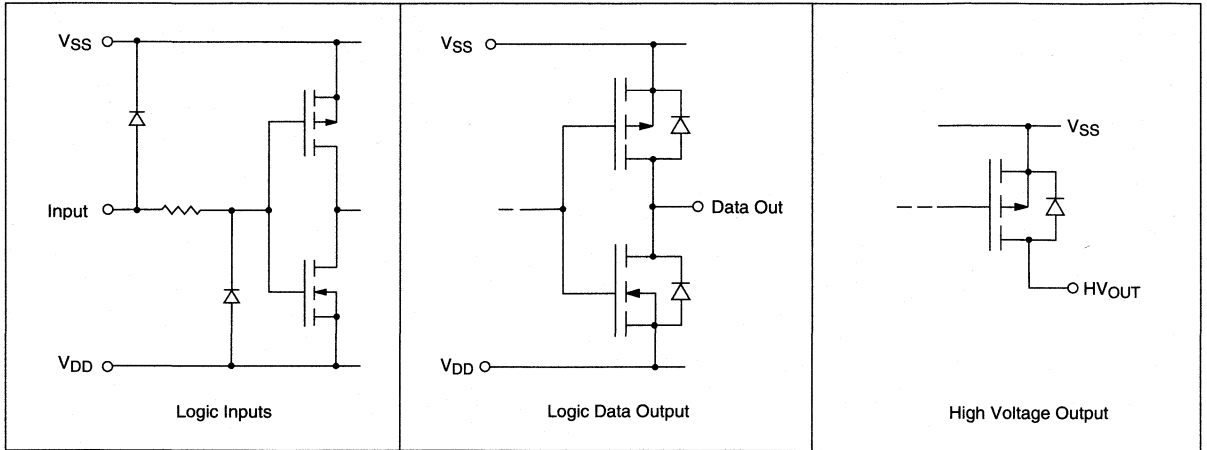 VSS
Input
VDD
Logic Inputs
VSS
Data Out
VDD
Logic Data Output
VSS
HVOUT
High Voltage Output